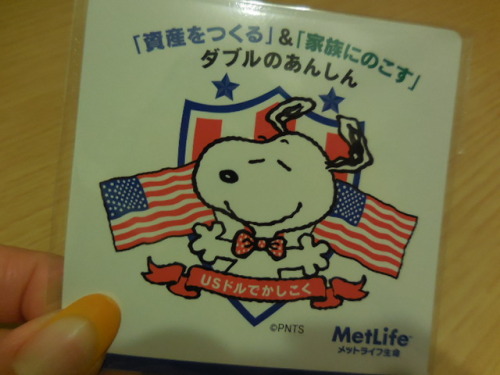 「資産をつくる」&「家族にのこす」
ダブルのあんしん
USドルでかしこく
©PNTS
MetLife
メットライフ生命